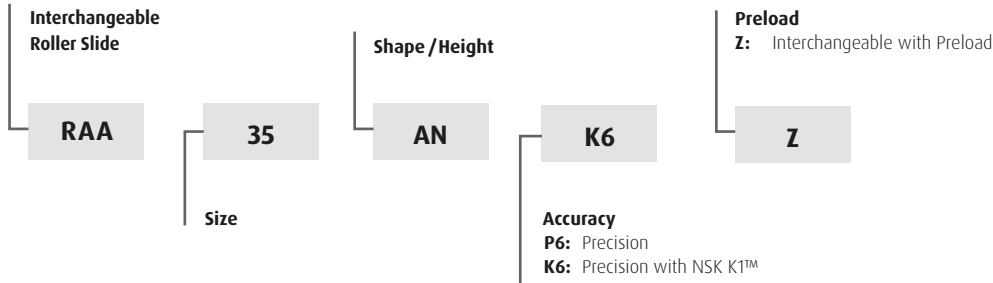 Interchangeable
Roller Slide
Shape / Height
Preload
Z: Interchangeable with Preload
RAA
35
AN
K6
Z
Size
Accuracy
P6: Precision
K6: Precision with NSK K1™